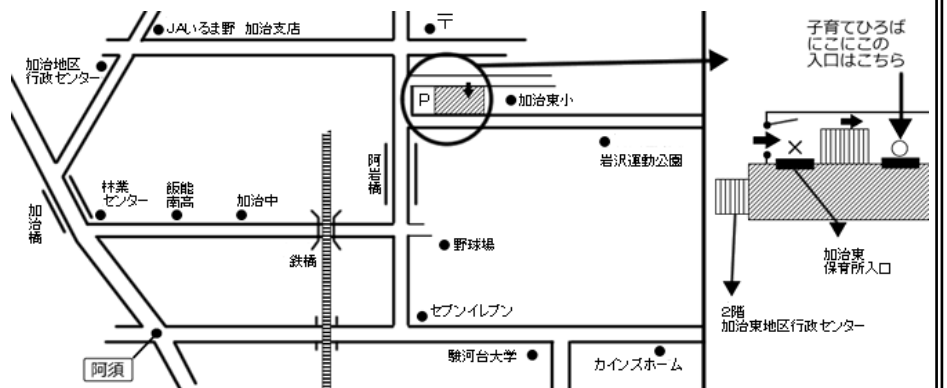 JAいるま野 加治支店
〒
加治地区
行政センター
P
加治東小
岩沢運動公園
阿岩橋
林業
センター
飯能
南高
加治中
加治橋
鉄橋
野球場
セブンイレブン
阿須
駿河台大学
カインズホーム
子育てひろば
にこにこの
入口はこちら
加治東
保育所入口
2階
加治東地区行政センター